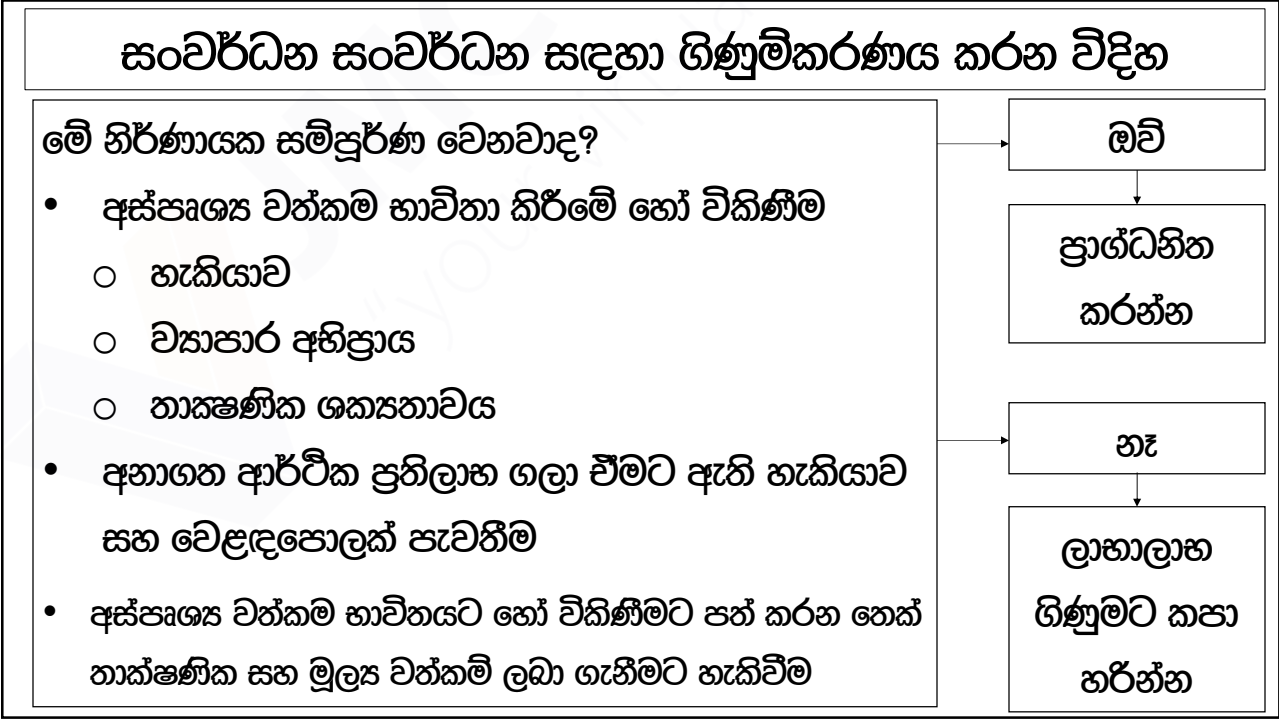 සංවර්ධන සංවර්ධන සඳහා ගිණුම්කරණය කරන විදිහ
මේ නිර්ණායක සම්පූර්ණ වෙනවාද?
• අස්පෘශ්‍ය වත්කම භාවිතා කිරීමේ හෝ විකිණීම
○ හැකියාව
○ ව්‍යාපාර අභිප්‍රාය
○ තාක්‍ෂණික ශක්‍යතාවය
• අනාගත ආර්ථික ප්‍රතිලාභ ගලා ඒමට ඇති හැකියාව
සහ වෙළඳපොලක් පැවතීම
• අස්පෘශ්‍ය වත්කම භාවිතයට හෝ විකිණීමට පත් කරන තෙක්
තාක්ෂණික සහ මූල්‍ය වත්කම් ලබා ගැනීමට හැකිවීම
ඔව්
ප්‍රාග්ධනිත
කරන්න
නෑ
ලාභාලාභ
ගිණුමට කපා
හරින්න